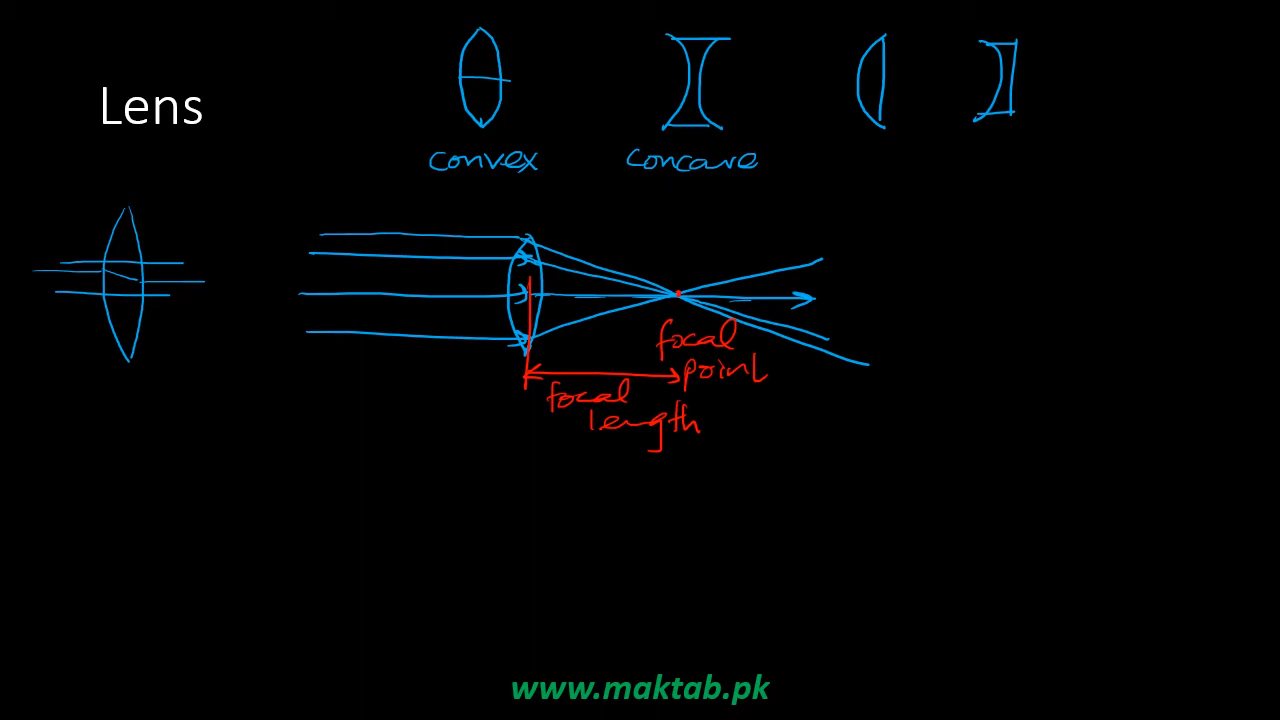 Lens
convex
concave
focal
point
focal
length
www.maktab.pk